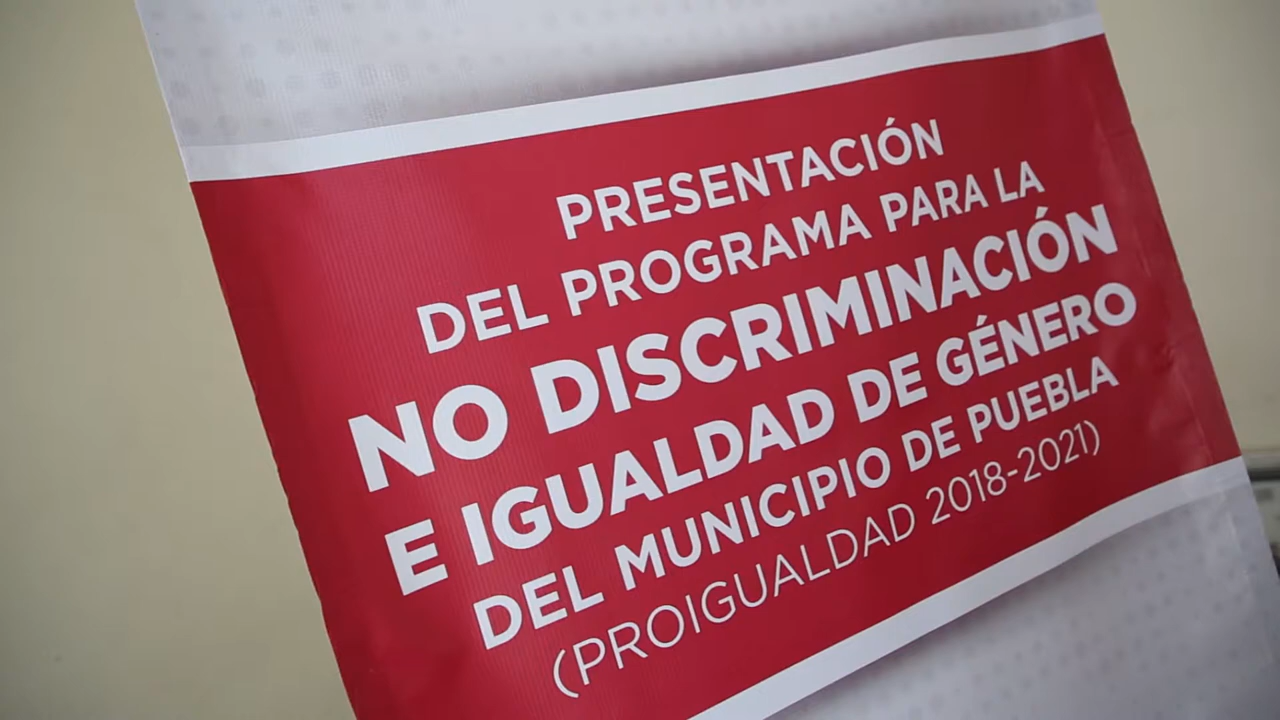 PRESENTACIÓN
DEL PROGRAMA PARA LA
NO DISCRIMINACIÓN
E IGUALDAD DE GÉNERO
DEL MUNICIPIO DE PUEBLA
(PROIGUALDAD 2018-2021)